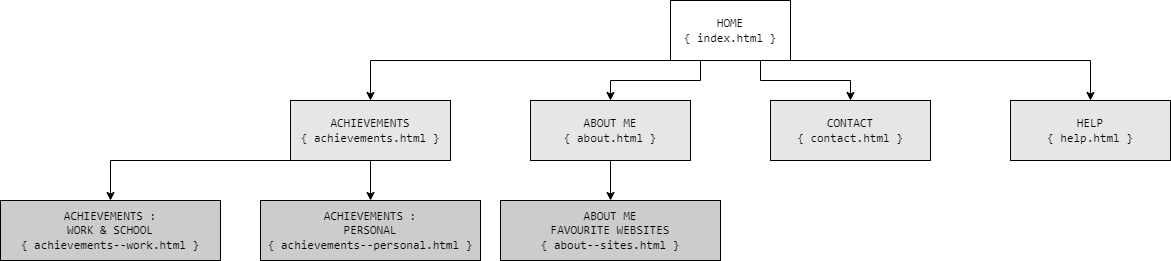 HOME
{ index.html }
ACHIEVEMENTS
{ achievements.html }
ABOUT ME
{ about.html }
CONTACT
{ contact.html }
HELP
{ help.html }
ACHIEVEMENTS :
WORK & SCHOOL
{ achievements--work.html }
ACHIEVEMENTS :
PERSONAL
{ achievements--personal.html }
ABOUT ME
FAVOURITE WEBSITES
{ about--sites.html }